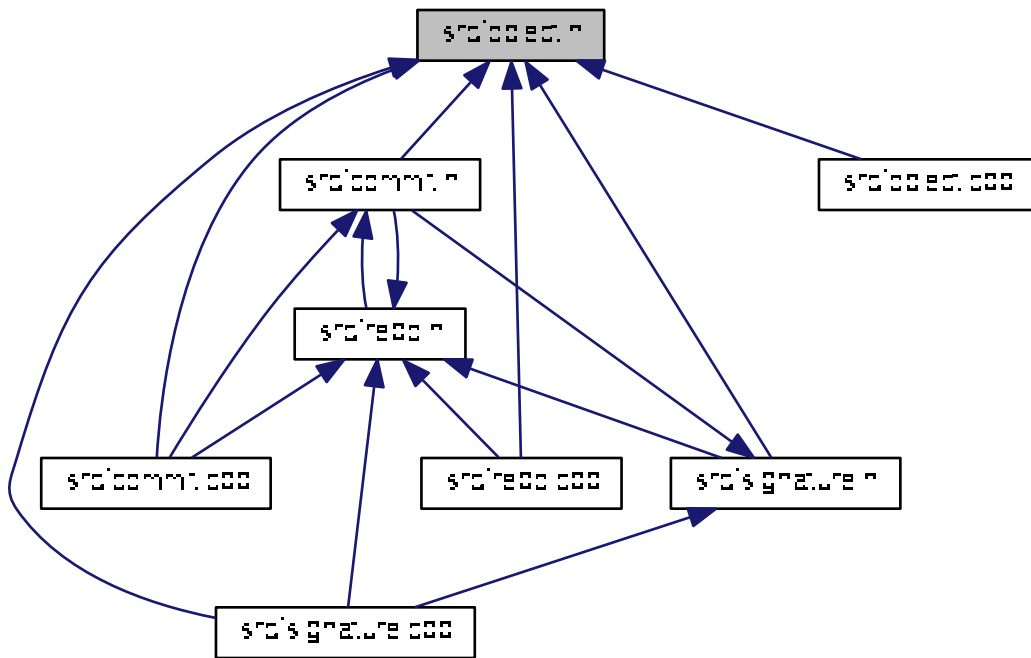 src/object.h
src/commit.h
src/object.cpp
src/repo.h
src/commit.cpp
src/repo.cpp
src/signature.h
src/signature.cpp